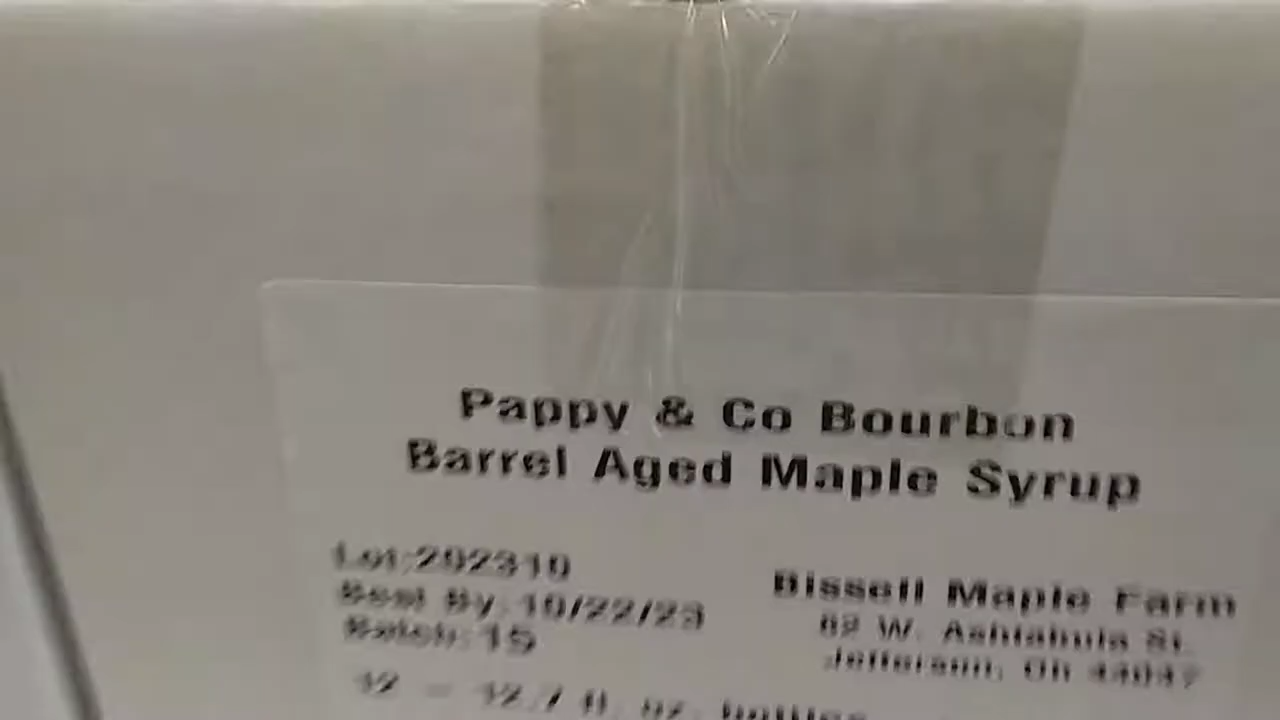 Pappy & Co Bourbon
Barrel Aged Maple Syrup
Lot:202310
Best By: 10/22/23
Batch: 15
Bissell Maple Farm
82 W. Ashtabula St.
Jefferson, Oh 44047
12 - 12.7 fl. oz. bottles